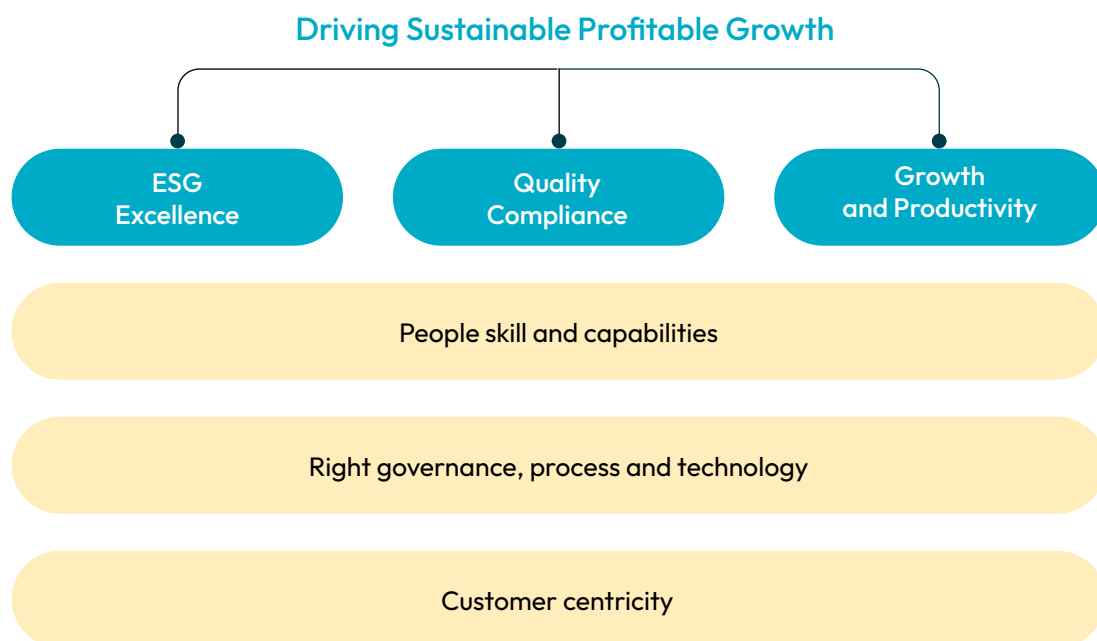 Driving Sustainable Profitable Growth
ESG
Excellence
Quality
Compliance
Growth
and Productivity
People skill and capabilities
Right governance, process and technology
Customer centricity